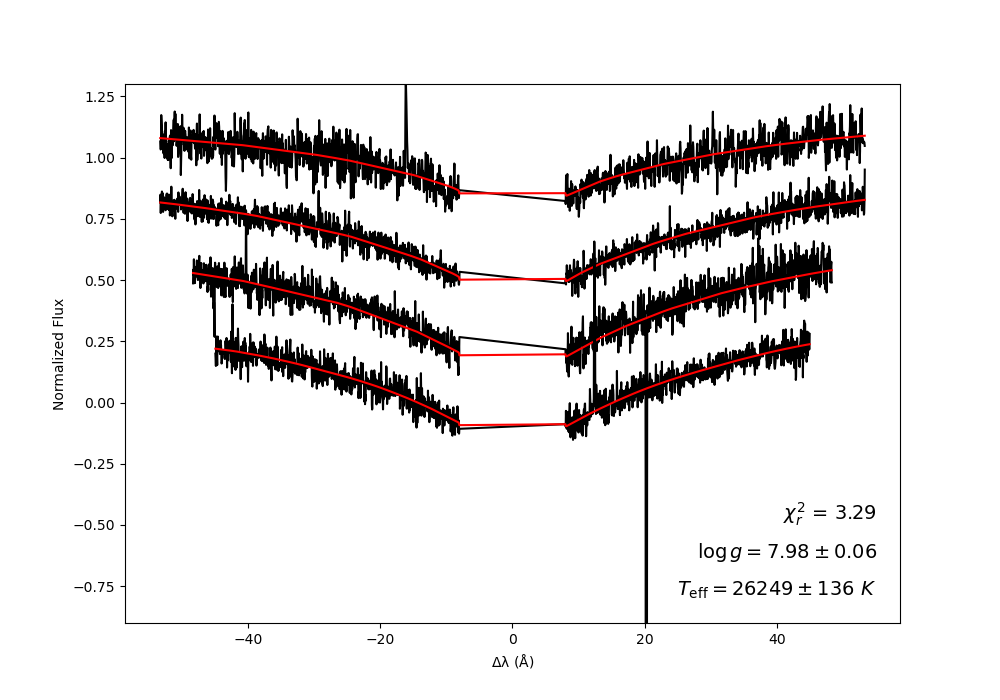 1.25
1.00
0.75
0.50
0.25
0.00
−0.25
−0.50
−0.75
Normalized Flux
χ²ᵣ = 3.29
log g = 7.98 ± 0.06
T_eff = 26249 ± 136 K
−40 −20 0 20 40
Δλ (Å)